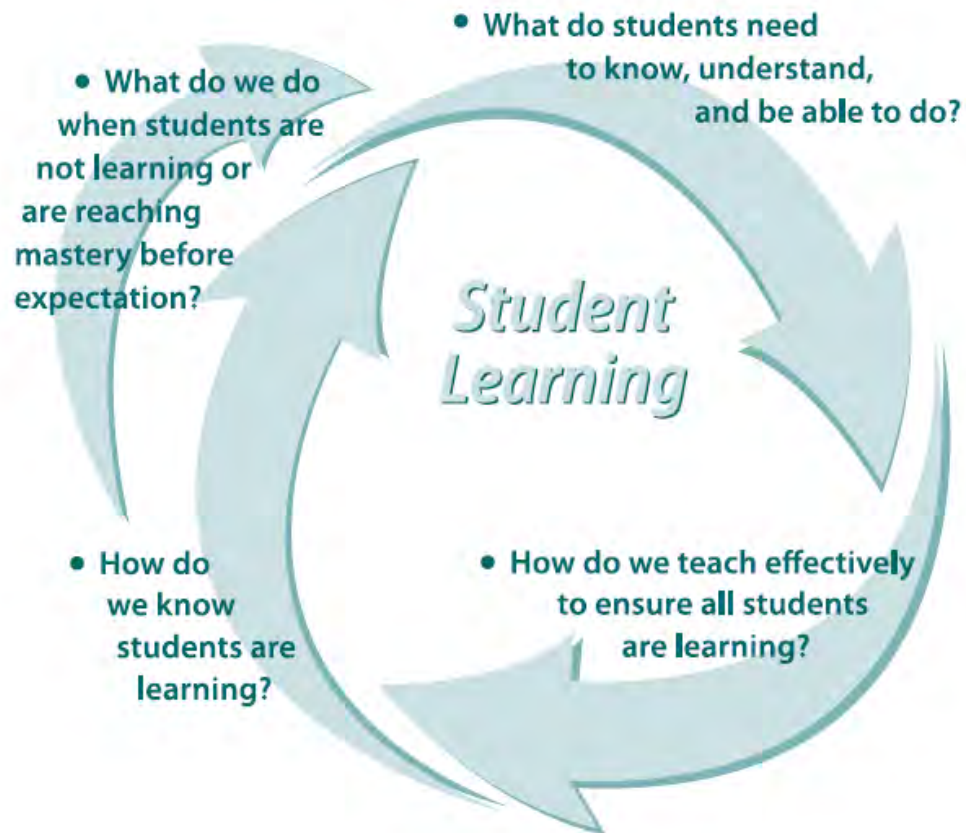 • What do students need
to know, understand,
and be able to do?
• How do we teach effectively
to ensure all students
are learning?
• How do
we know
students are
learning?
• What do we do
when students are
not learning or
are reaching
mastery before
expectation?
Student
Learning